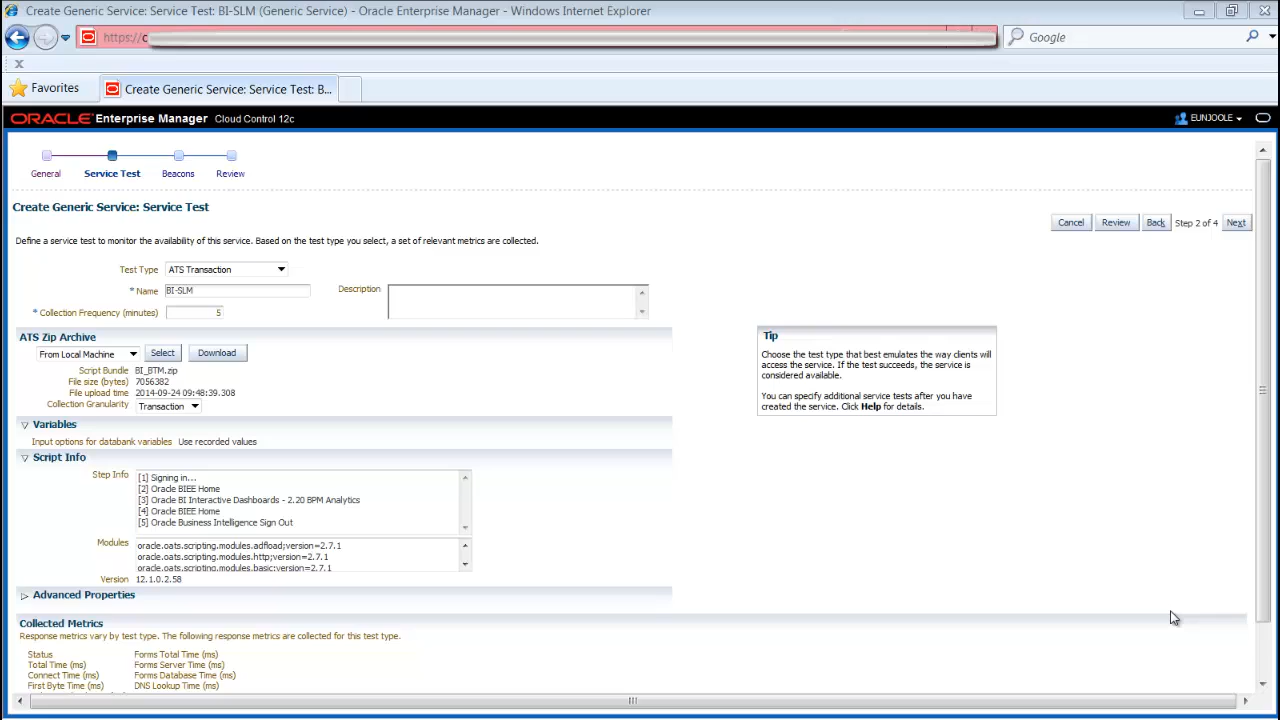 Create Generic Service: Service Test: BI-SLM (Generic Service) - Oracle Enterprise Manager - Windows Internet Explorer
https://c
Google
x
Favorites
Create Generic Service: Service Test: B...
ORACLE Enterprise Manager Cloud Control 12c
EUNJOOLE
General
Service Test
Beacons
Review
Create Generic Service: Service Test
Cancel
Review
Back
Step 2 of 4
Next
Define a service test to monitor the availability of this service. Based on the test type you select, a set of relevant metrics are collected.
Test Type ATS Transaction
* Name BI-SLM
Description
* Collection Frequency (minutes) 5
ATS Zip Archive
From Local Machine Select Download
Script Bundle BI_BTM.zip
File size (bytes) 7056382
File upload time 2014-09-24 09:48:39.308
Collection Granularity Transaction
Tip
Choose the test type that best emulates the way clients will
access the service. If the test succeeds, the service is
considered available.
You can specify additional service tests after you have
created the service. Click Help for details.
Variables
Input options for databank variables Use recorded values
Script Info
Step Info
[1] Signing in...
[2] Oracle BIEE Home
[3] Oracle BI Interactive Dashboards - 2.20 BPM Analytics
[4] Oracle BIEE Home
[5] Oracle Business Intelligence Sign Out
Modules
oracle.oats.scripting.modules.adfload;version=2.7.1
oracle.oats.scripting.modules.http;version=2.7.1
oracle.oats.scripting.modules.basic;version=2.7.1
Version 12.1.0.2.58
Advanced Properties
Collected Metrics
Response metrics vary by test type. The following response metrics are collected for this test type.
Status
Forms Total Time (ms)
Total Time (ms)
Forms Server Time (ms)
Connect Time (ms)
Forms Database Time (ms)
First Byte Time (ms)
DNS Lookup Time (ms)